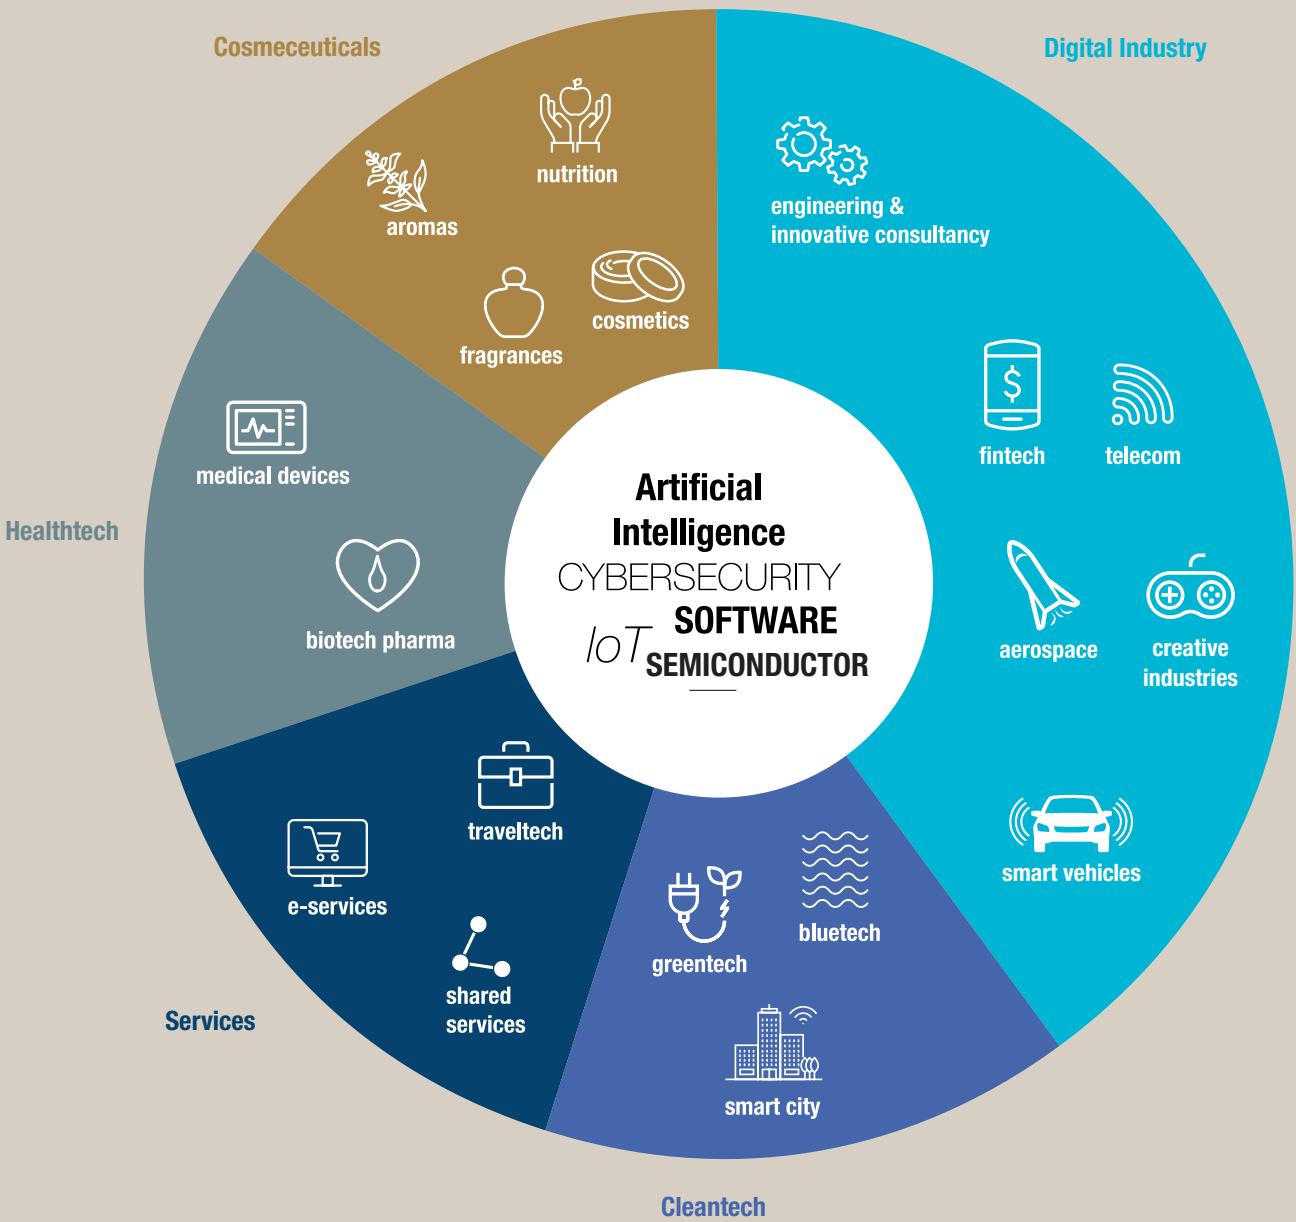 Cosmeceuticals
Digital Industry
nutrition
aromas
fragrances
cosmetics
engineering &
innovative consultancy
fintech
telecom
aerospace
creative
industries
smart vehicles
Healthtech
medical devices
biotech pharma
Artificial
Intelligence
CYBERSECURITY
SOFTWARE
IoT
SEMICONDUCTOR
Services
traveltech
e-services
shared
services
greentech
bluetech
smart city
Cleantech
$